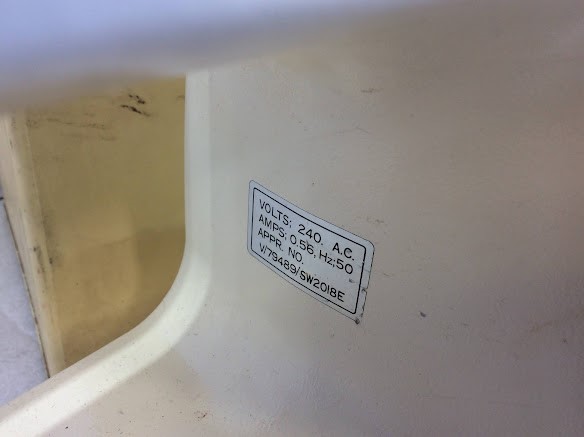 VOLTS: 240. A.C.
AMPS: 0.56. Hz:50
APPR. NO.
V/79489/SW2018E